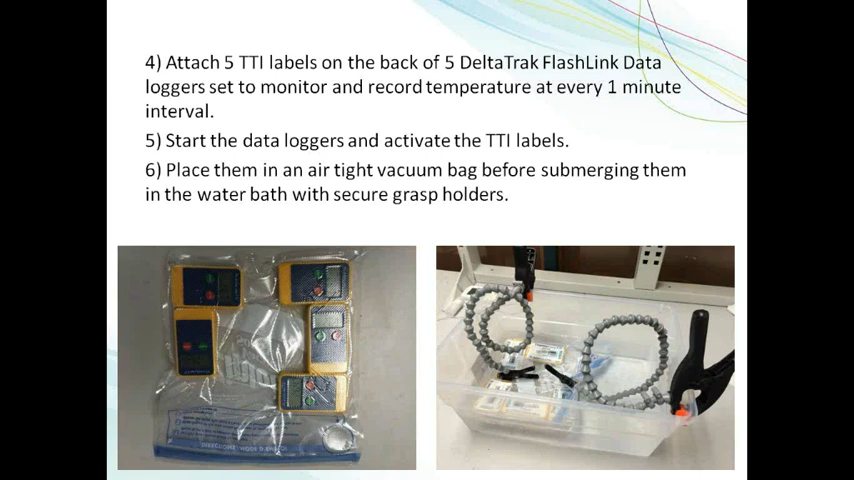 4) Attach 5 TTI labels on the back of 5 DeltaTrak FlashLink Data
loggers set to monitor and record temperature at every 1 minute
interval.
5) Start the data loggers and activate the TTI labels.
6) Place them in an air tight vacuum bag before submerging them
in the water bath with secure grasp holders.